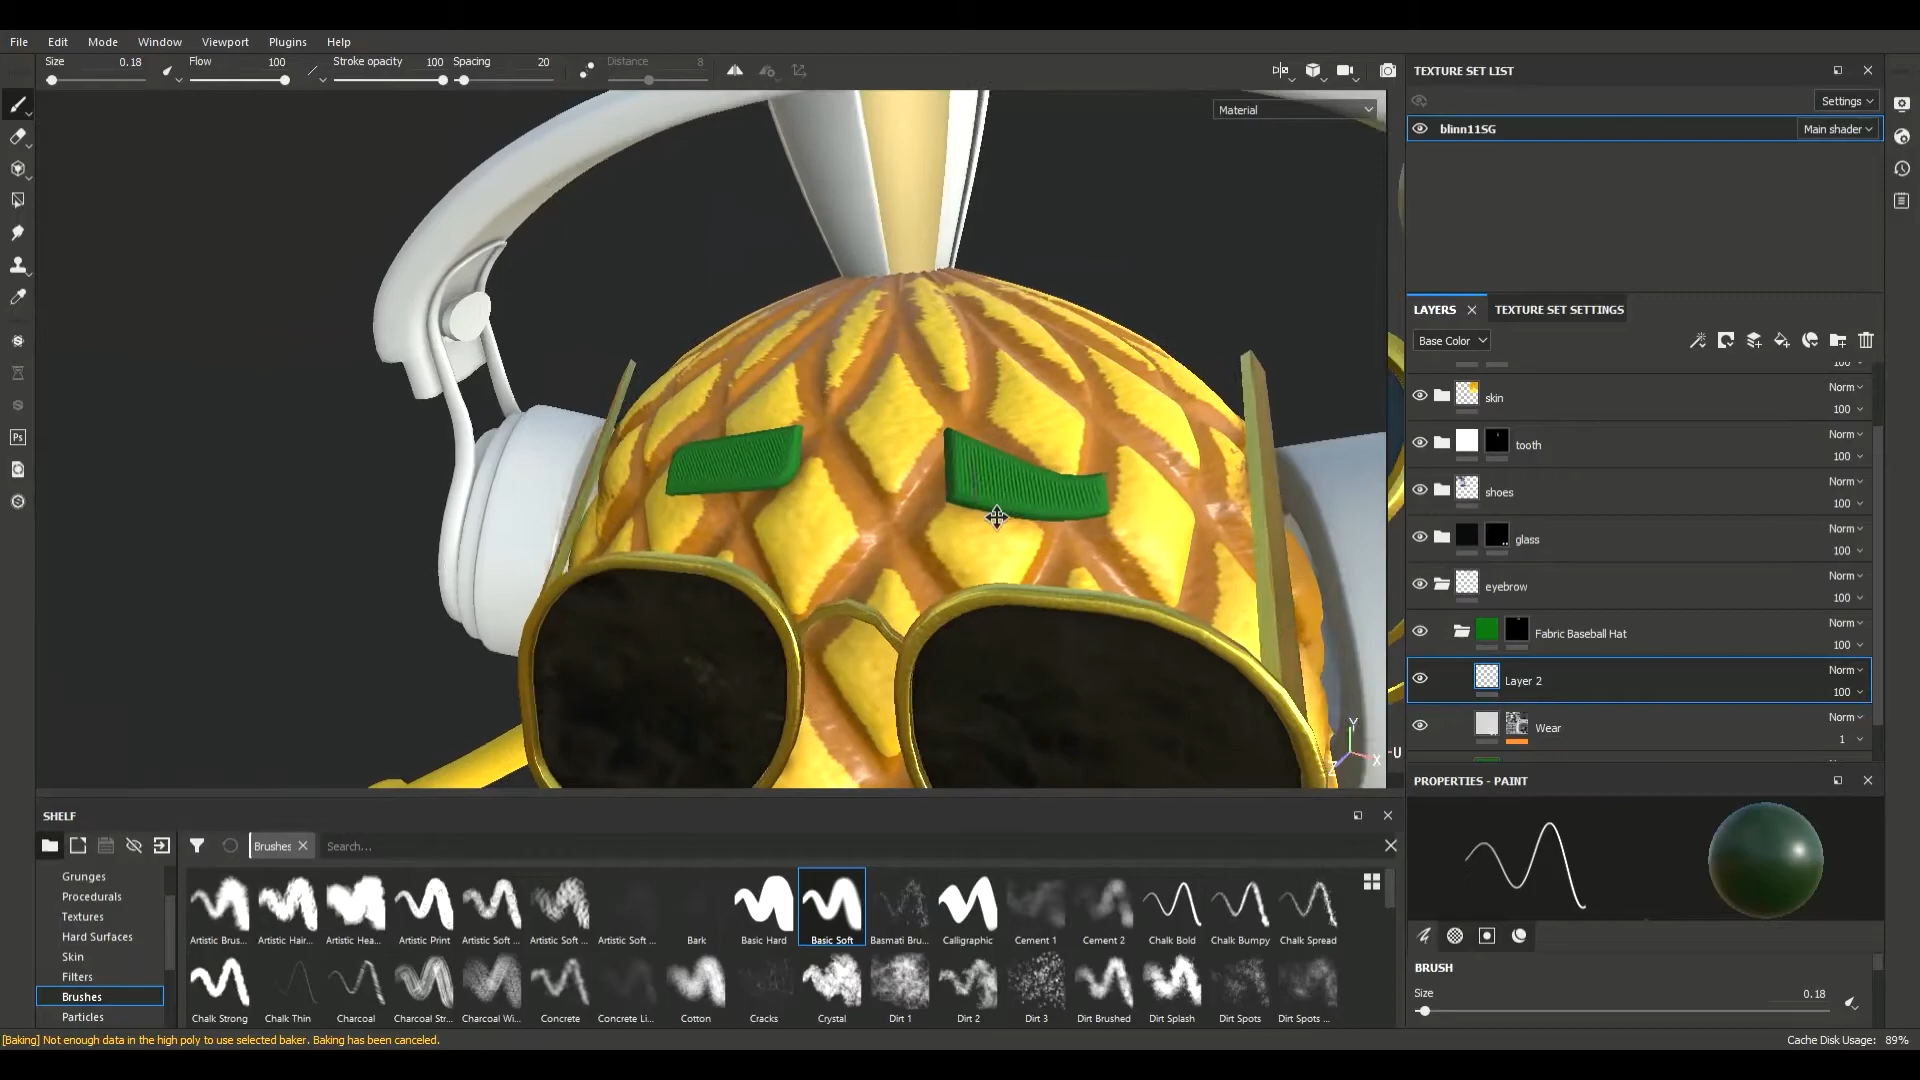 File Edit Mode Window Viewport Plugins Help
Size 0.18 Flow 100 Stroke opacity 100 Spacing 20 Distance 8
Material
TEXTURE SET LIST
Settings
blinn11SG Main shader
LAYERS TEXTURE SET SETTINGS
Base Color
100
skin Norm 100
tooth Norm 100
shoes Norm 100
glass Norm 100
eyebrow Norm 100
Fabric Baseball Hat Norm 100
Layer 2 Norm 100
Wear Norm 1
Y
X
Z
-U
PROPERTIES - PAINT
BRUSH
Size 0.18
SHELF
Brushes Search...
Grunges
Procedurals
Textures
Hard Surfaces
Skin
Filters
Brushes
Particles
Ps
Artistic Brus... Artistic Hair... Artistic Hea... Artistic Print Artistic Soft ... Artistic Soft ... Artistic Soft ... Bark Basic Hard Basic Soft Basmati Bru... Calligraphic Cement 1 Cement 2 Chalk Bold Chalk Bumpy Chalk Spread
Chalk Strong Chalk Thin Charcoal Charcoal Str... Charcoal Wi... Concrete Concrete Li... Cotton Cracks Crystal Dirt 1 Dirt 2 Dirt 3 Dirt Brushed Dirt Splash Dirt Spots Dirt Spots ...
[Baking] Not enough data in the high poly to use selected baker. Baking has been canceled.
Cache Disk Usage: 89%